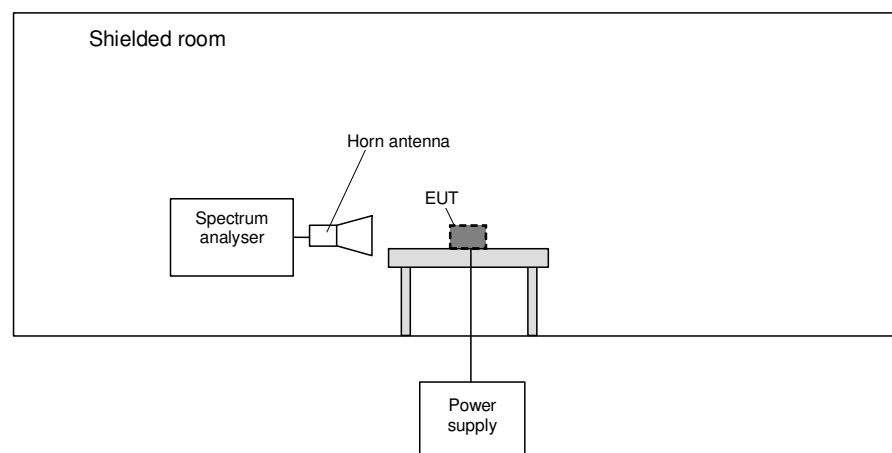 Shielded room
Horn antenna
EUT
Spectrum
analyser
Power
supply